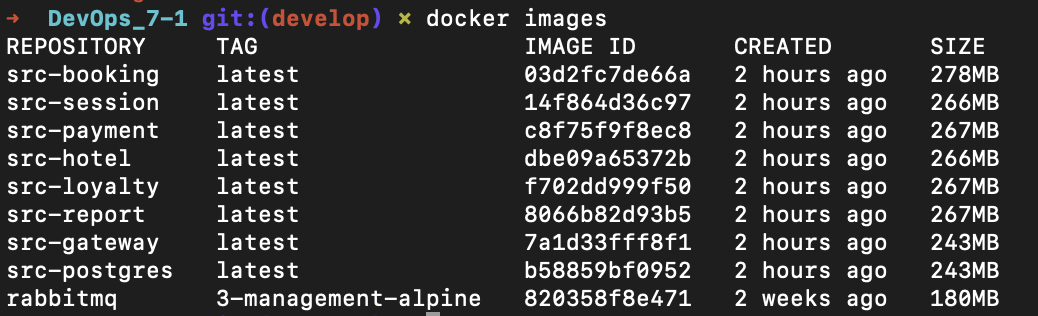 → DevOps_7-1 git:(develop) × docker images
REPOSITORY TAG IMAGE ID CREATED SIZE
src-booking latest 03d2fc7de66a 2 hours ago 278MB
src-session latest 14f864d36c97 2 hours ago 266MB
src-payment latest c8f75f9f8ec8 2 hours ago 267MB
src-hotel latest dbe09a65372b 2 hours ago 266MB
src-loyalty latest f702dd999f50 2 hours ago 267MB
src-report latest 8066b82d93b5 2 hours ago 267MB
src-gateway latest 7a1d33fff8f1 2 hours ago 243MB
src-postgres latest b58859bf0952 2 hours ago 243MB
rabbitmq 3-management-alpine 820358f8e471 2 weeks ago 180MB